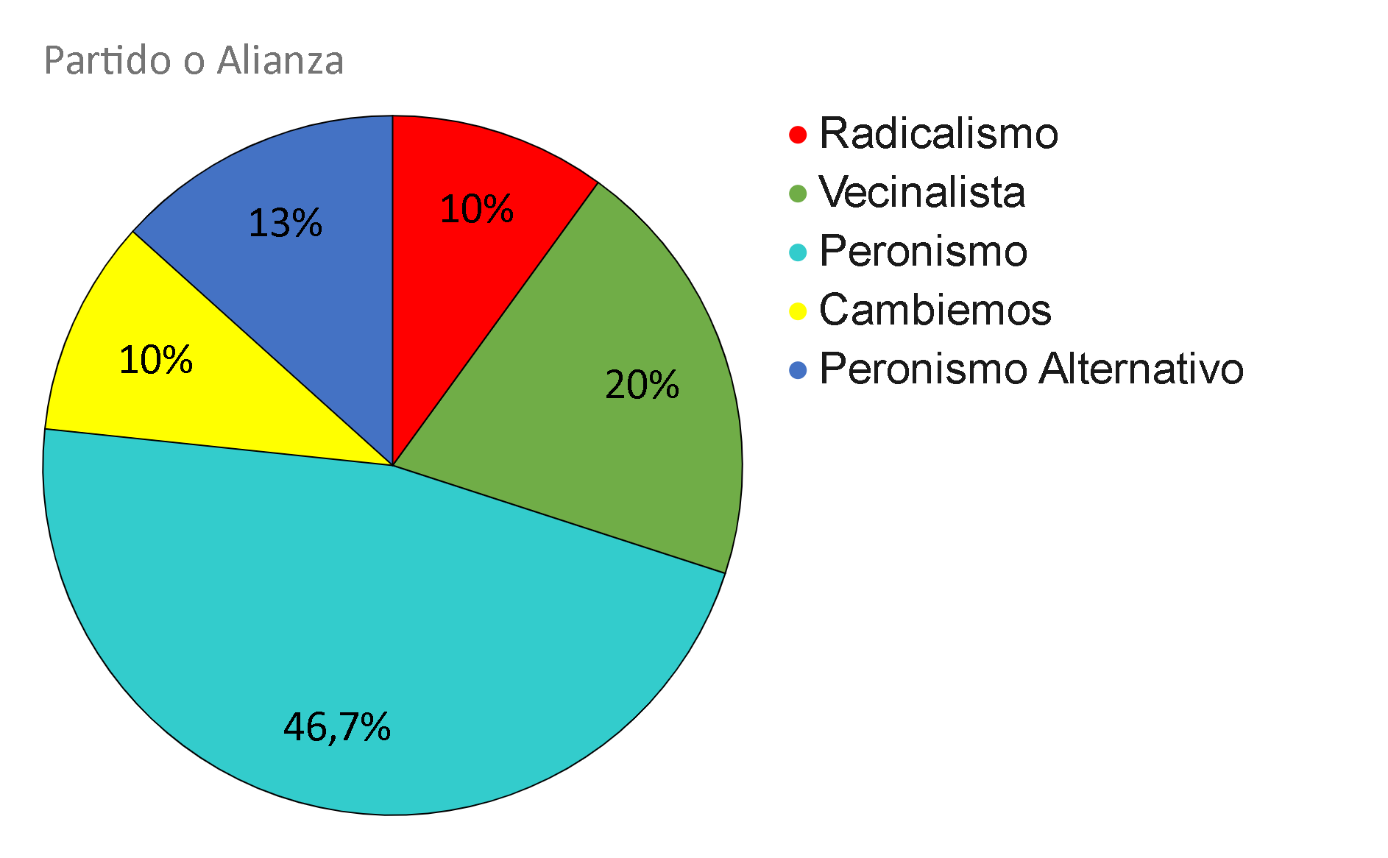 Partido o Alianza
13%
10%
10%
20%
46,7%
Radicalismo
Vecinalista
Peronismo
Cambiemos
Peronismo Alternativo